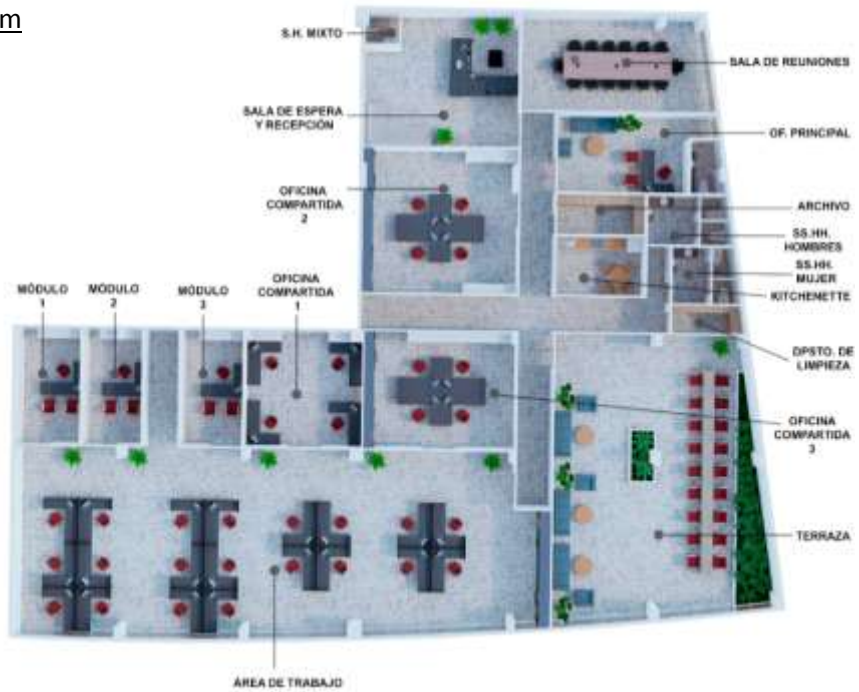 m
S.H. MIXTO
SALA DE REUNIONES
SALA DE ESPERA
Y RECEPCIÓN
OF. PRINCIPAL
OFICINA
COMPARTIDA
2
ARCHIVO
SS.HH.
HOMBRES
SS.HH.
MUJER
KITCHENETTE
MÓDULO
1
MÓDULO
2
MÓDULO
3
OFICINA
COMPARTIDA
1
DPSTO. DE
LIMPIEZA
OFICINA
COMPARTIDA
3
TERRAZA
ÁREA DE TRABAJO